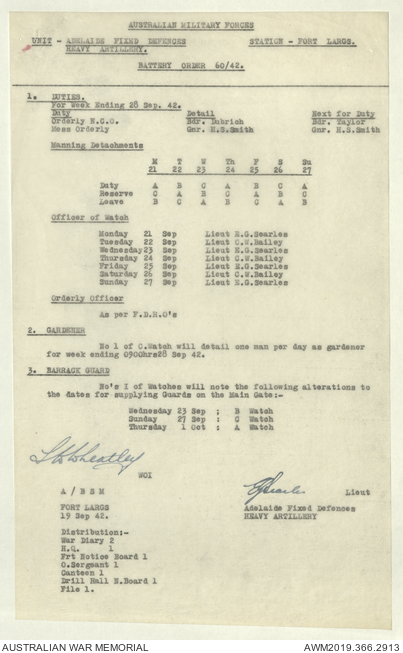 AUSTRALIAN MILITARY FORCES
UNIT - ADELAIDE FIXED DEFENCES STATION - FORT LARGS.
HEAVY ARTILLERY.
BATTERY ORDER 60/42.
1. DUTIES.
For Week Ending 28 Sep. 42.
Duty Detail Next for Duty
Orderly N.C.O. Bdr. Duhrich Bdr. Taylor
Mess Orderly Gnr. H.S.Smith Gnr. H.S.Smith
Manning Detachments
M T W Th F S Su
21 22 23 24 25 26 27
Duty A B C A B C A
Reserve C A B C A B C
Leave B C A B C A B
Officer of Watch
Monday 21 Sep Lieut E.G.Searles
Tuesday 22 Sep Lieut C.W.Bailey
Wednesday23 Sep Lieut E.G.Searles
Thursday 24 Sep Lieut C.W.Bailey
Friday 25 Sep Lieut E.G.Searles
Saturday 26 Sep Lieut C.W.Bailey
Sunday 27 Sep Lieut E.G.Searles
Orderly Officer
As per F.D.R.O's
2. GARDENER
No 1 of C.Watch will detail one man per day as gardener
for week ending 0900hrs28 Sep 42.
3. BARRACK GUARD
No's I of Watches will note the following alterations to
the dates for supplying Guards on the Main Gate:-
Wednesday 23 Sep : B Watch
Sunday 27 Sep : C Watch
Thursday 1 Oct : A Watch
WOI
A / B S M Lieut
FORT LARGS Adelaide Fixed Defences
19 Sep 42. HEAVY ARTILLERY
Distribution:-
War Diary 2
H.Q. 1
Frt Notice Board 1
O.Sergeant 1
Canteen 1
Drill Hall N.Board 1
File 1.
AUSTRALIAN WAR MEMORIAL AWM2019.366.2913